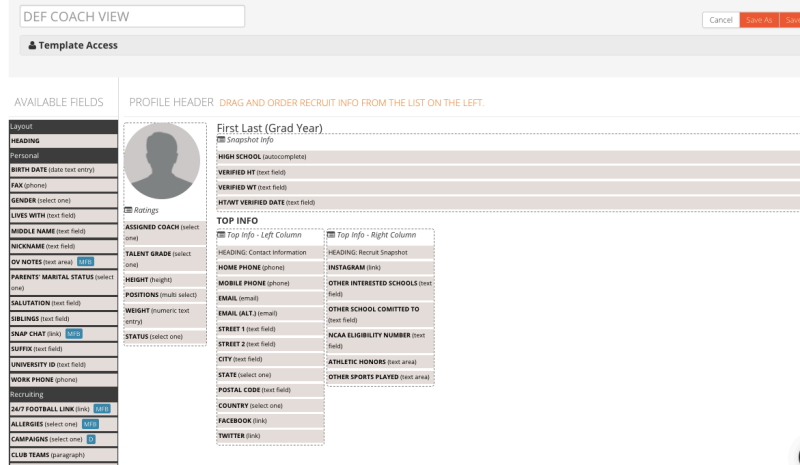 DEF COACH VIEW
Cancel
Save As
Save
Template Access
AVAILABLE FIELDS
PROFILE HEADER DRAG AND ORDER RECRUIT INFO FROM THE LIST ON THE LEFT.
Layout
HEADING
Personal
BIRTH DATE (date text entry)
FAX (phone)
GENDER (select one)
LIVES WITH (text field)
MIDDLE NAME (text field)
NICKNAME (text field)
OV NOTES (text area) MFB
PARENTS' MARITAL STATUS (select
one)
SALUTATION (text field)
SIBLINGS (text field)
SNAP CHAT (link) MFB
SUFFIX (text field)
UNIVERSITY ID (text field)
WORK PHONE (phone)
Recruiting
24/7 FOOTBALL LINK (link) MFB
ALLERGIES (select one) MFB
CAMPAIGNS (select one) D
CLUB TEAMS (paragraph)
Ratings
ASSIGNED COACH (select
one)
TALENT GRADE (select
one)
HEIGHT (height)
POSITIONS (multi select)
WEIGHT (numeric text
entry)
STATUS (select one)
First Last (Grad Year)
Snapshot Info
HIGH SCHOOL (autocomplete)
VERIFIED HT (text field)
VERIFIED WT (text field)
HT/WT VERIFIED DATE (text field)
TOP INFO
Top Info - Left Column
HEADING: Contact Information
HOME PHONE (phone)
MOBILE PHONE (phone)
EMAIL (email)
EMAIL (ALT.) (email)
STREET 1 (text field)
STREET 2 (text field)
CITY (text field)
STATE (select one)
POSTAL CODE (text field)
COUNTRY (select one)
FACEBOOK (link)
TWITTER (link)
Top Info - Right Column
HEADING: Recruit Snapshot
INSTAGRAM (link)
OTHER INTERESTED SCHOOLS (text
field)
OTHER SCHOOL COMITTED TO
(text field)
NCAA ELIGIBILITY NUMBER (text
field)
ATHLETIC HONORS (text area)
OTHER SPORTS PLAYED (text area)